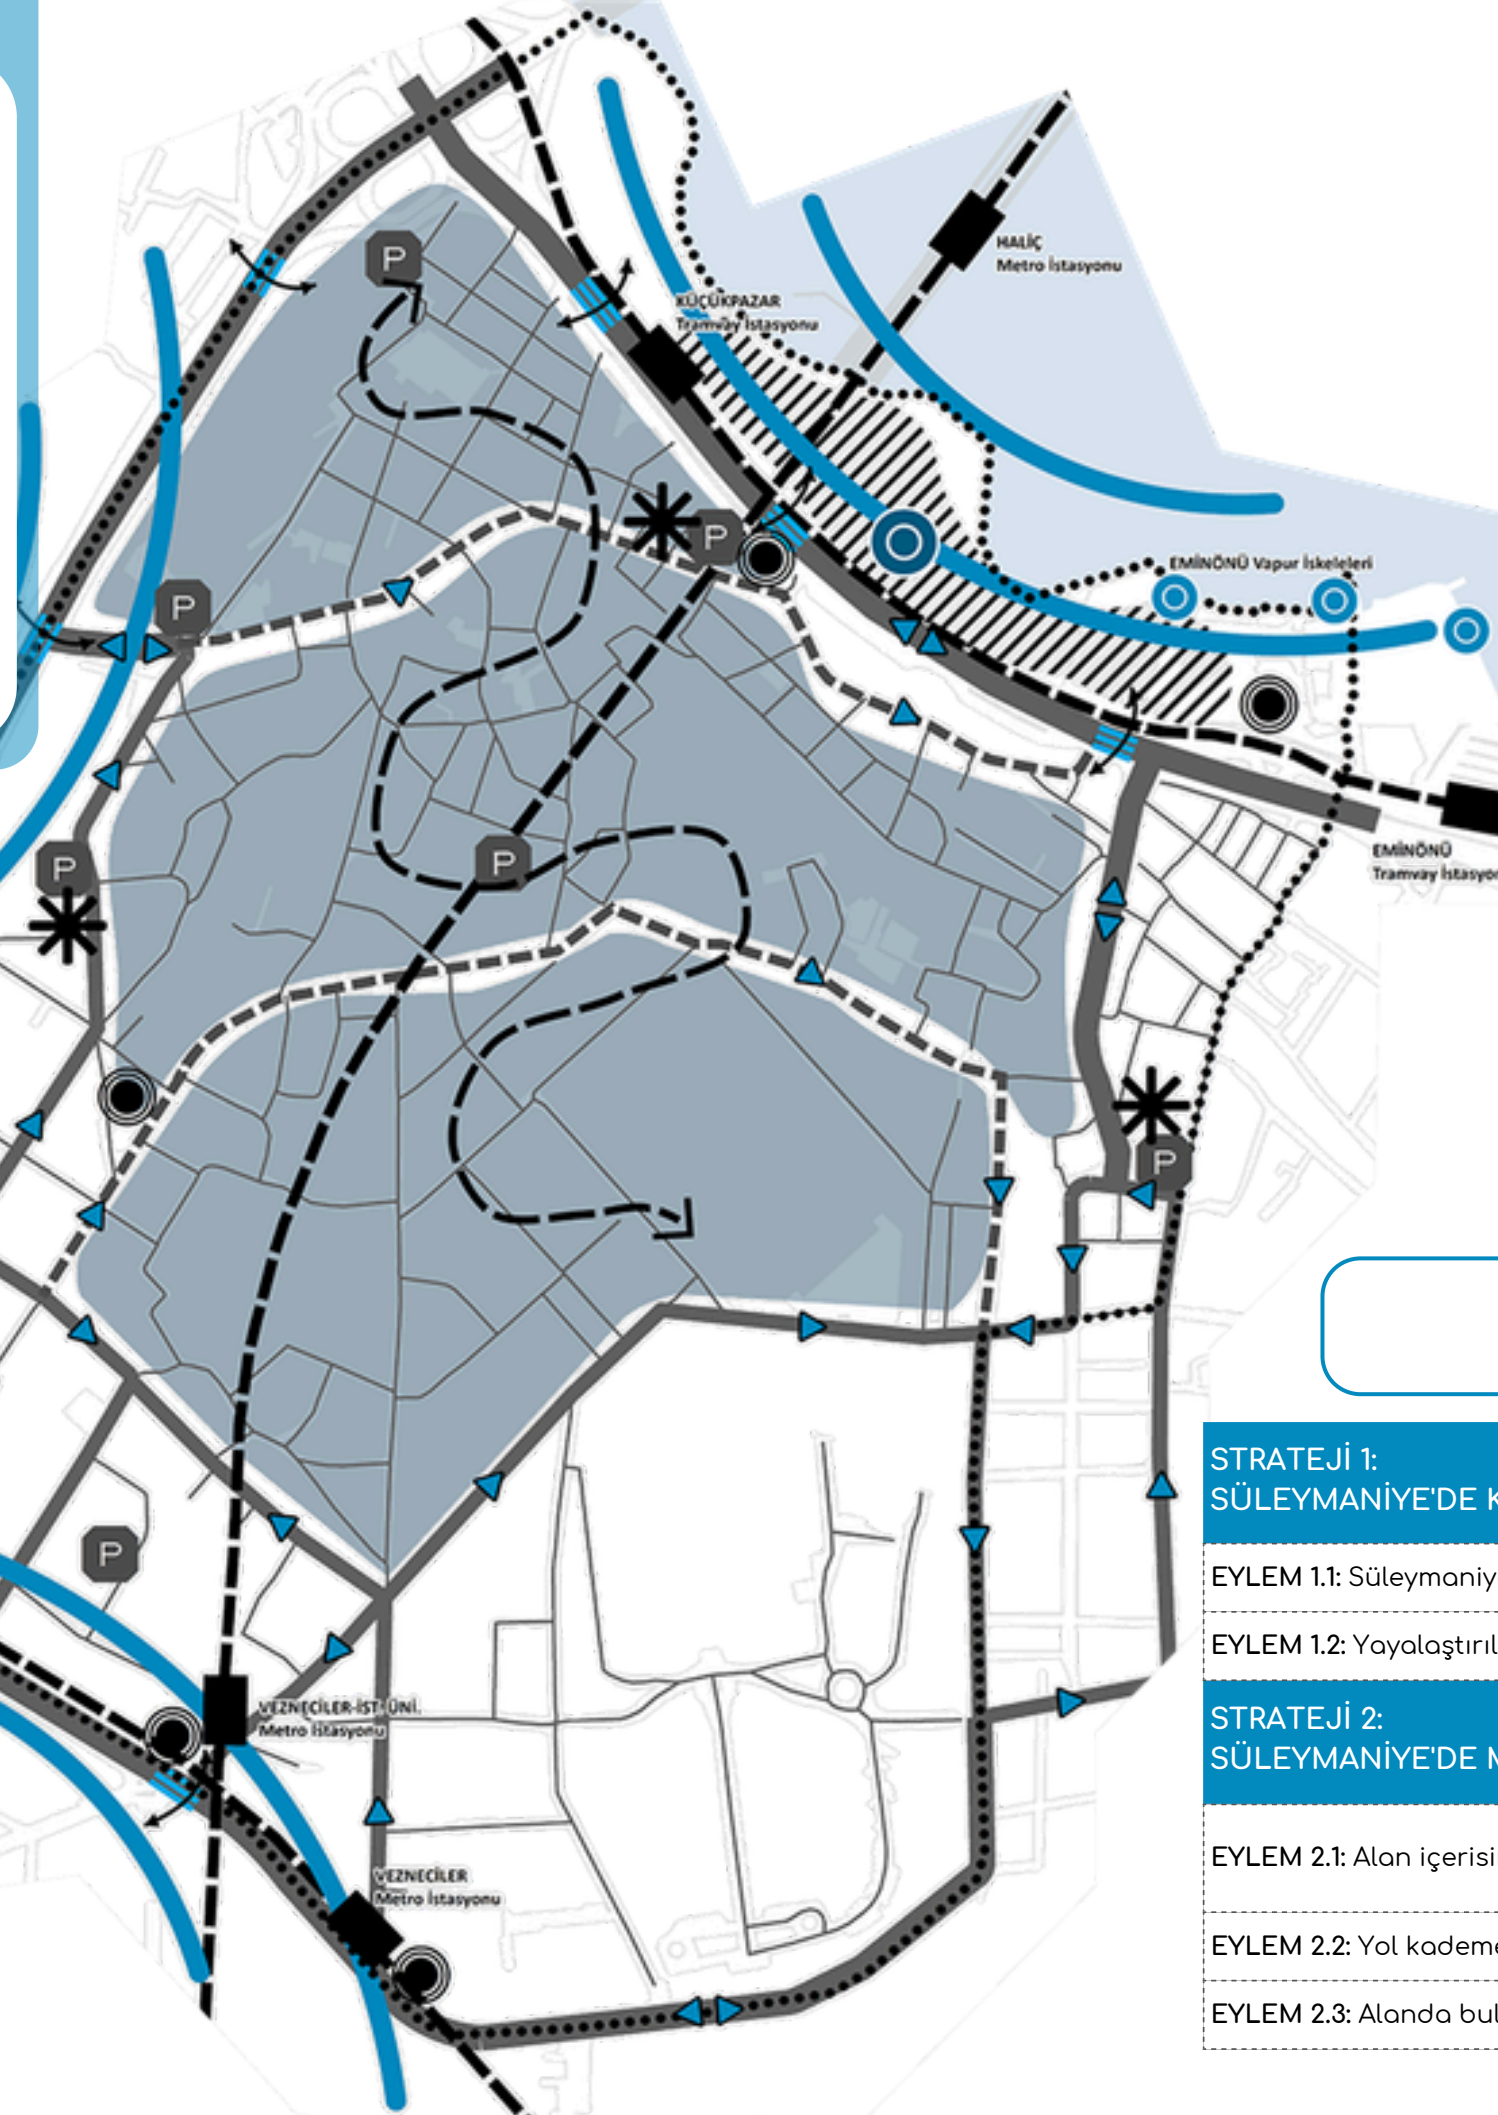 P
HALİÇ
Metro İstasyonu
KÜÇÜKPAZAR
Tramvay İstasyonu
P
EMİNÖNÜ Vapur İskeleleri
P
P
P
EMİNÖNÜ
Tramvay İstasyon
P
P
STRATEJİ 1:
SÜLEYMANİYE'DE K
EYLEM 1.1: Süleymaniy
P
EYLEM 1.2: Yayalaştırıl
VEZNECİLER-İST. ÜNİ.
Metro İstasyonu
STRATEJİ 2:
SÜLEYMANİYE'DE M
EYLEM 2.1: Alan içerisi
VEZNECİLER
Metro İstasyonu
EYLEM 2.2: Yol kademe
EYLEM 2.3: Alanda bul